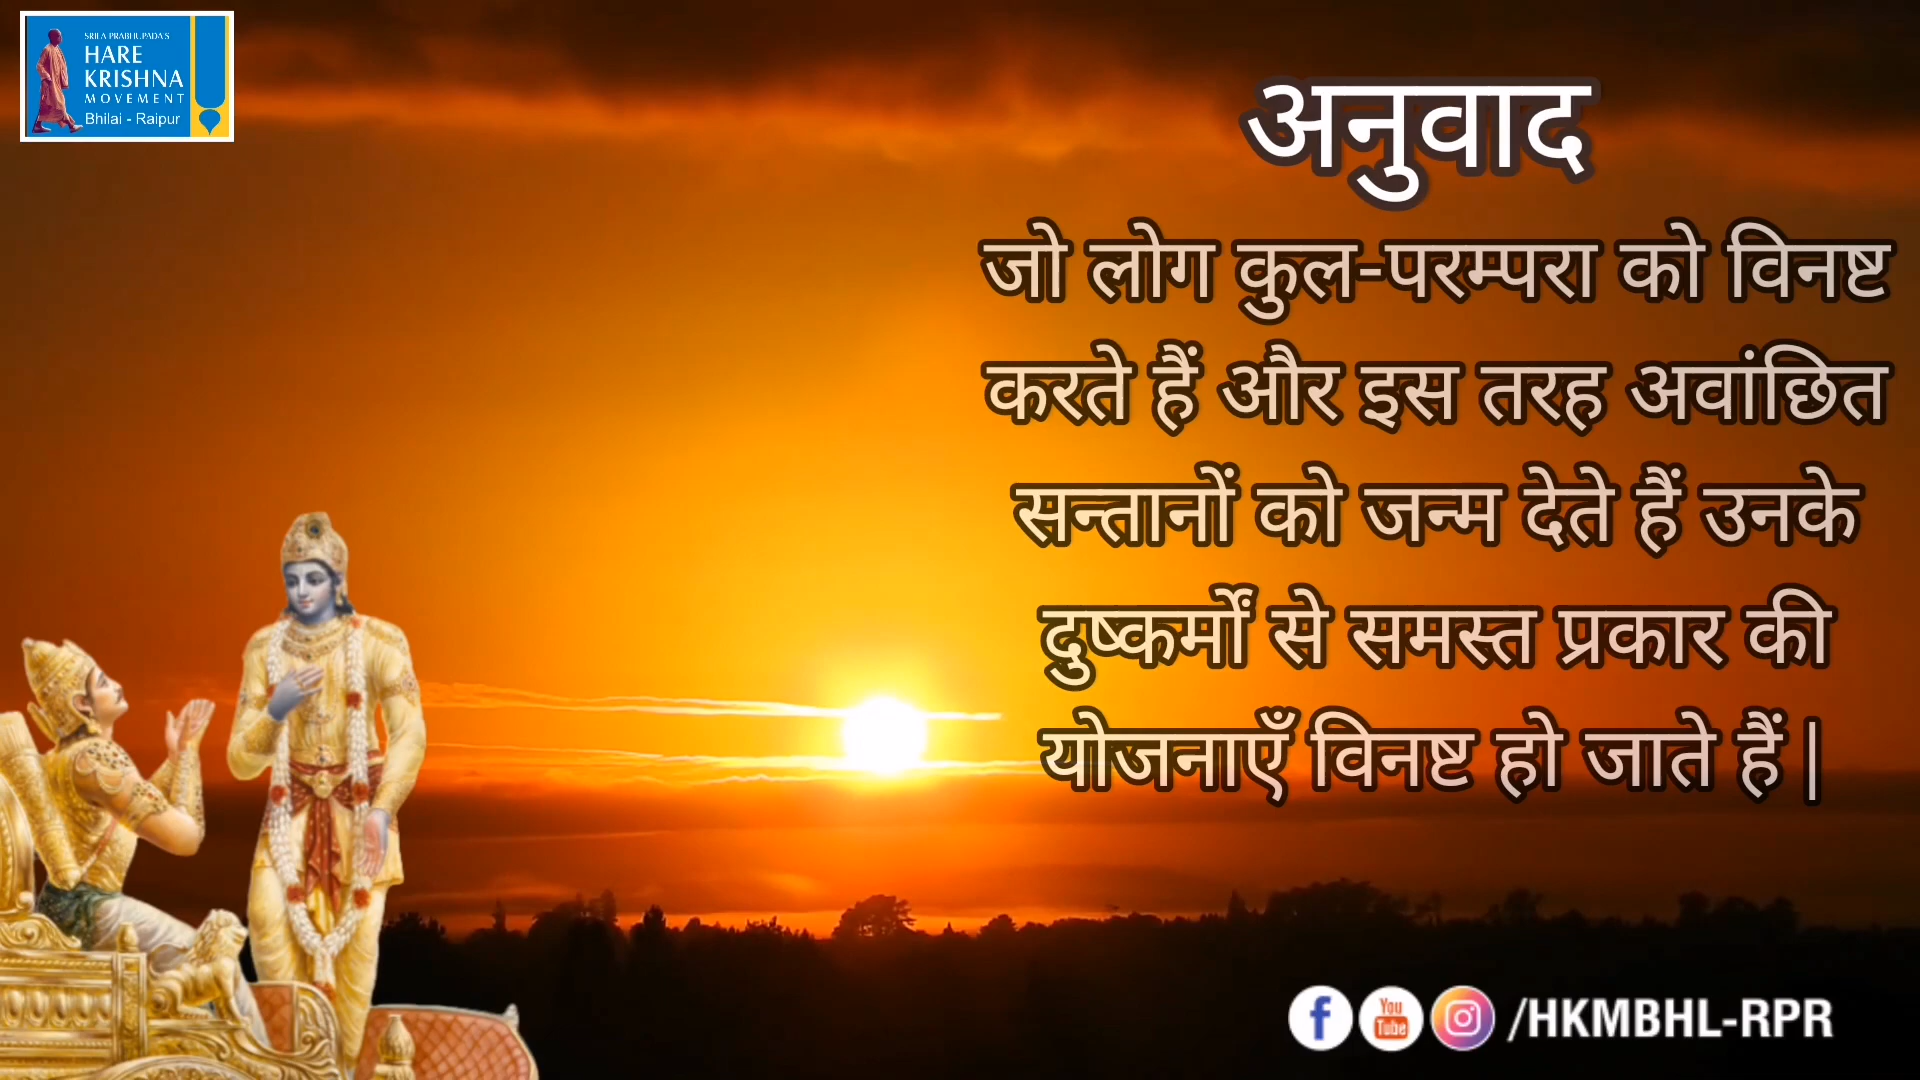 SRILA PRABHUPADA'S
HARE
KRISHNA
MOVEMENT
Bhilai - Raipur
अनुवाद
जो लोग कुल-परम्परा को विनष्ट
करते हैं और इस तरह अवांछित
सन्तानों को जन्म देते हैं उनके
दुष्कर्मों से समस्त प्रकार की
योजनाएँ विनष्ट हो जाते हैं |
You
Tube
/HKMBHL-RPR